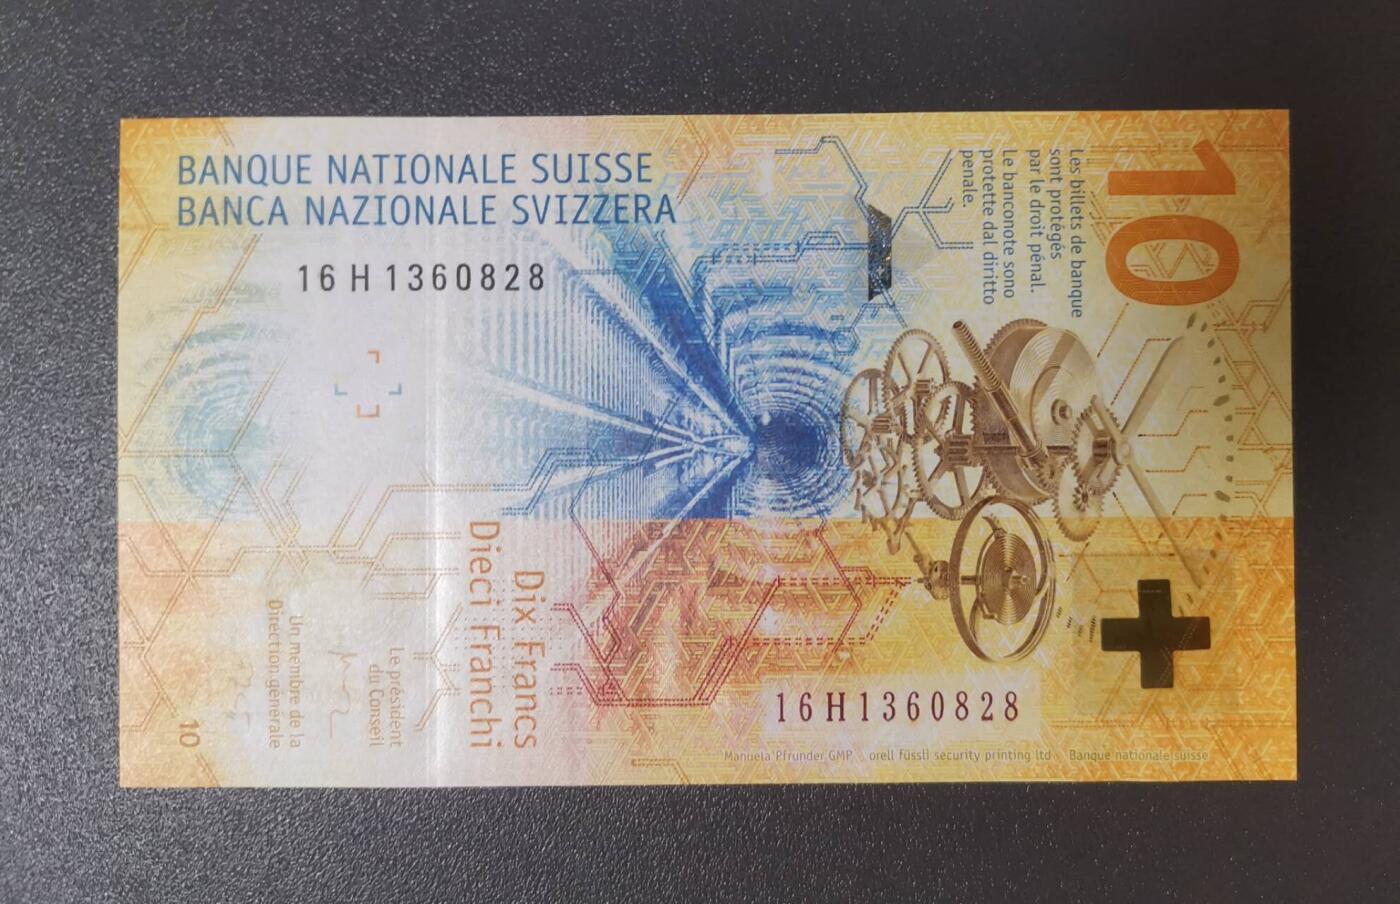 BANQUE NATIONALE SUISSE
BANCA NAZIONALE SVIZZERA
16 H 1360828
10
Les billets de banque
sont protégés
par le droit pénal.
Le banconote sono
protette dal diritto
penale.
Dix Francs
Dieci Franchi
Le président
du Conseil
Un membre de la
Direction générale
10
16H1360828
Manuela Pfrunder GMP orell füssli security printing ltd Banque nationale suisse